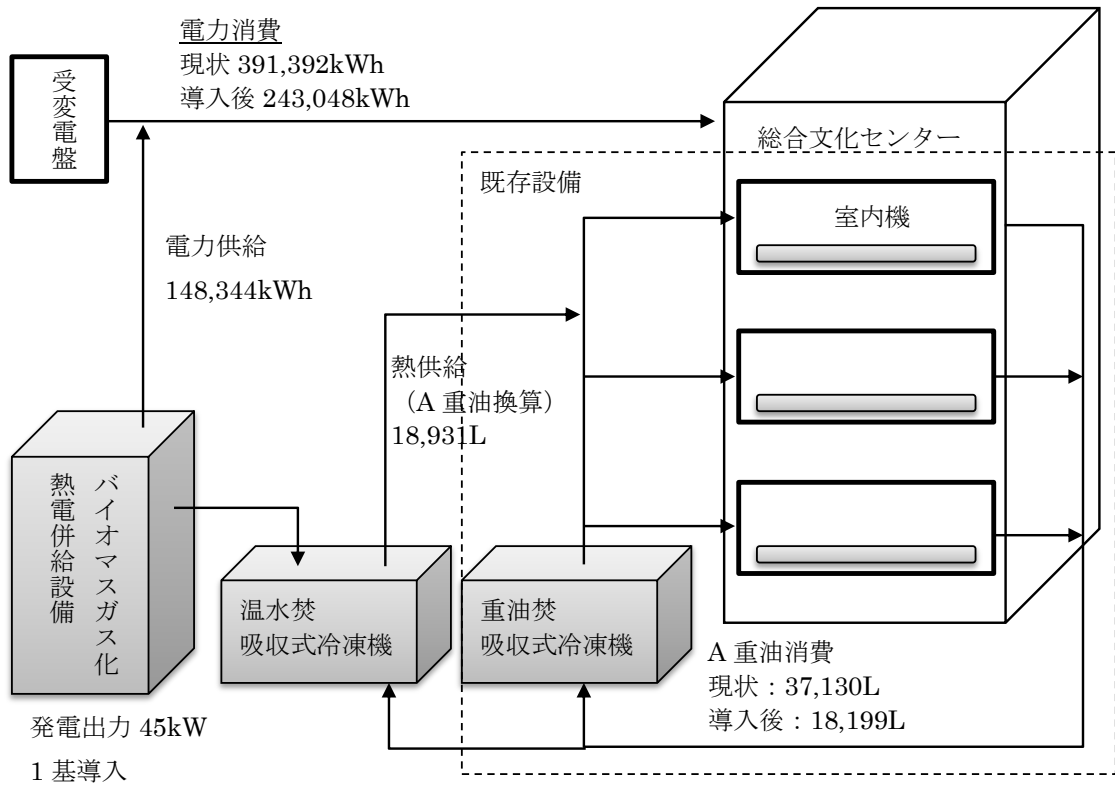 電力消費
現状 391,392kWh
導入後 243,048kWh
受変電盤
総合文化センター
既存設備
室内機
電力供給
148,344kWh
熱供給
（A 重油換算）
18,931L
バイオマスガス化
熱電併給設備
温水焚
吸収式冷凍機
重油焚
吸収式冷凍機
A 重油消費
現状：37,130L
導入後：18,199L
発電出力 45kW
1 基導入